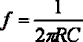 f = 1/(2πRC)